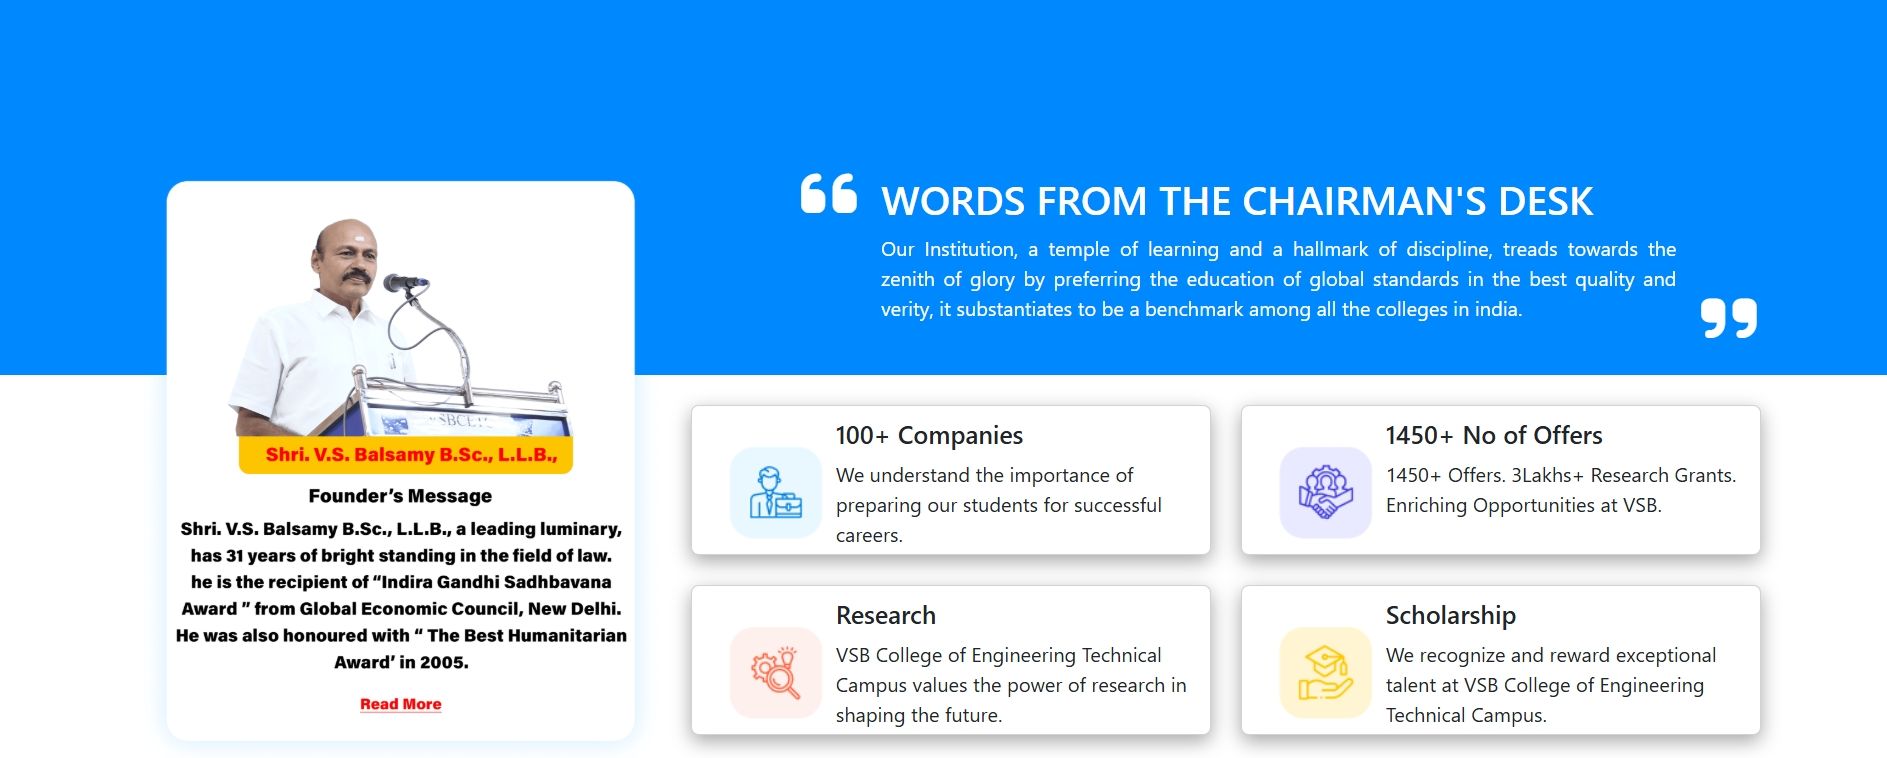 WORDS FROM THE CHAIRMAN'S DESK
Our Institution, a temple of learning and a hallmark of discipline, treads towards the
zenith of glory by preferring the education of global standards in the best quality and
verity, it substantiates to be a benchmark among all the colleges in india.
Shri. V.S. Balsamy B.Sc., L.L.B.,
Founder’s Message
Shri. V.S. Balsamy B.Sc., L.L.B., a leading luminary,
has 31 years of bright standing in the field of law.
he is the recipient of “Indira Gandhi Sadhbavana
Award ” from Global Economic Council, New Delhi.
He was also honoured with “ The Best Humanitarian
Award’ in 2005.
Read More
100+ Companies
We understand the importance of
preparing our students for successful
careers.
1450+ No of Offers
1450+ Offers. 3Lakhs+ Research Grants.
Enriching Opportunities at VSB.
Research
VSB College of Engineering Technical
Campus values the power of research in
shaping the future.
Scholarship
We recognize and reward exceptional
talent at VSB College of Engineering
Technical Campus.